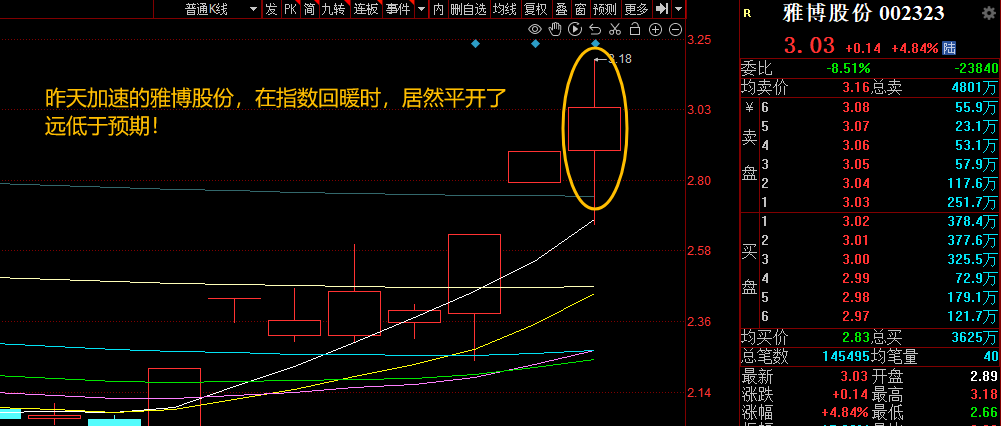 普通K线 发 PK 简 九转 连板 事件 内 删自选 均线 复权 叠 窗 预测 更多
R 雅博股份 002323
3.03 +0.14 +4.84% 陆
委比 -8.51% -23840
均卖价 3.16 总卖 4801万
¥ 卖盘
6 3.08 55.9万
5 3.07 23.1万
4 3.06 53.1万
3 3.05 57.9万
2 3.04 117.6万
1 3.03 251.7万
买盘
1 3.02 378.4万
2 3.01 377.6万
3 3.00 325.5万
4 2.99 72.9万
5 2.98 179.1万
6 2.97 121.7万
均买价 2.83 总买 3625万
总笔数 145495 均笔量 40
最新 3.03 开盘 2.89
涨跌 +0.14 最高 3.18
涨幅 +4.84% 最低 2.66
昨天加速的雅博股份，在指数回暖时，居然平开了
远低于预期！
3.18
3.25
3.03
2.80
2.58
2.36
2.14